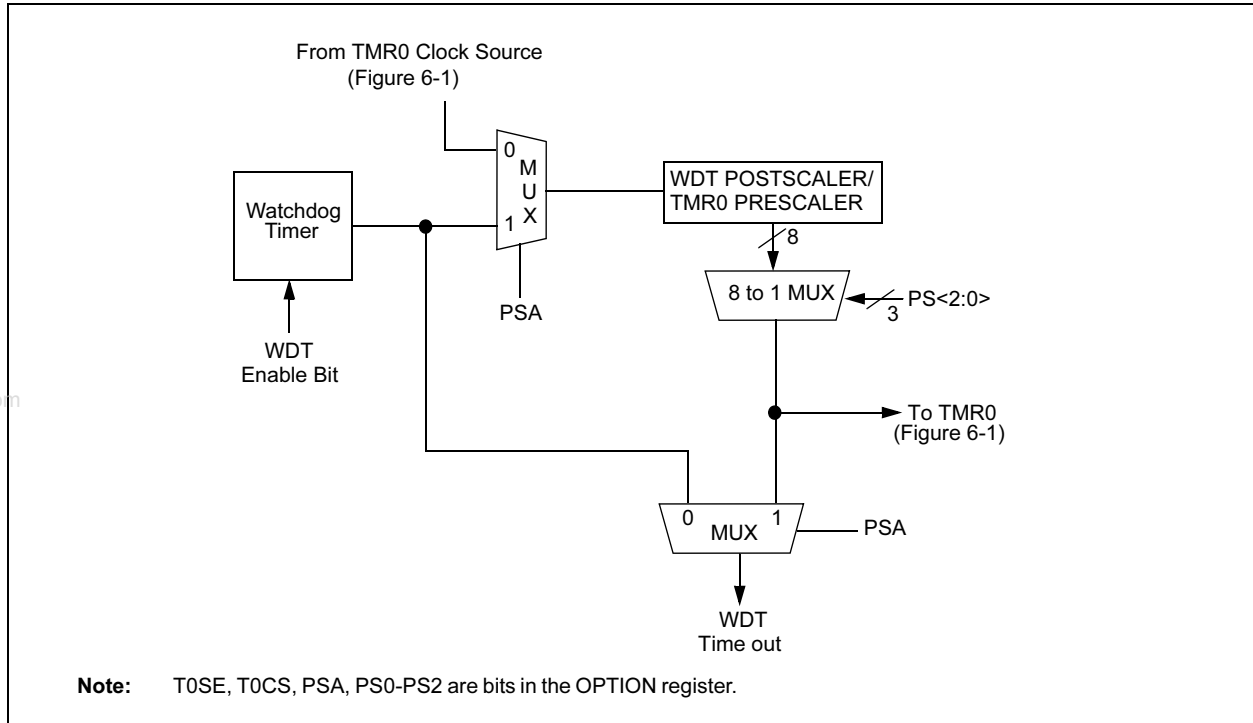 From TMR0 Clock Source
(Figure 6-1)
0
M
U
X
1
WDT POSTSCALER/
TMR0 PRESCALER
Watchdog
Timer
8
8 to 1 MUX
PS<2:0>
3
PSA
WDT
Enable Bit
om
To TMR0
(Figure 6-1)
0
1
MUX
PSA
WDT
Time out
Note: T0SE, T0CS, PSA, PS0-PS2 are bits in the OPTION register.